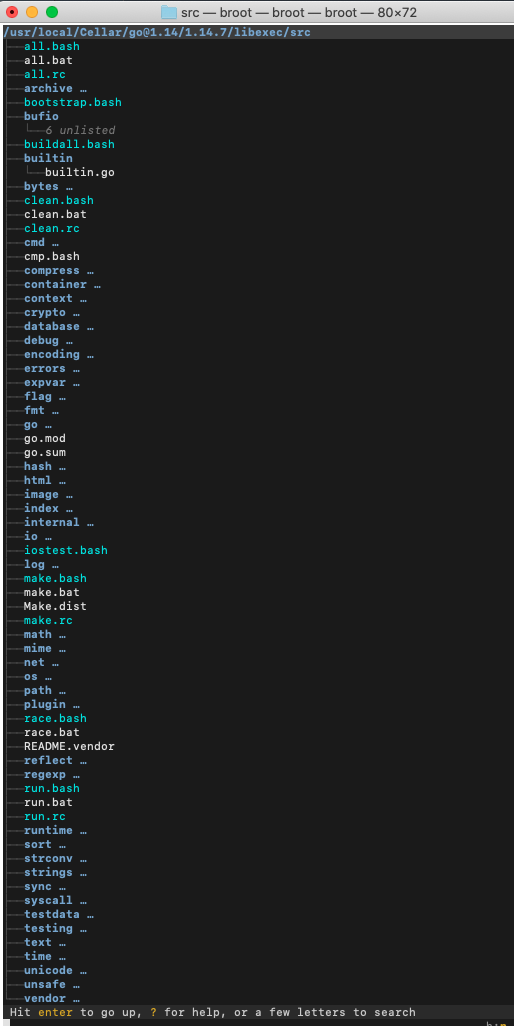 src — broot — broot — broot — 80×72
/usr/local/Cellar/go@1.14/1.14.7/libexec/src
all.bash
all.bat
all.rc
archive …
bootstrap.bash
bufio
6 unlisted
buildall.bash
builtin
builtin.go
bytes …
clean.bash
clean.bat
clean.rc
cmd …
cmp.bash
compress …
container …
context …
crypto …
database …
debug …
encoding …
errors …
expvar …
flag …
fmt …
go …
go.mod
go.sum
hash …
html …
image …
index …
internal …
io …
iostest.bash
log …
make.bash
make.bat
Make.dist
make.rc
math …
mime …
net …
os …
path …
plugin …
race.bash
race.bat
README.vendor
reflect …
regexp …
run.bash
run.bat
run.rc
runtime …
sort …
strconv …
strings …
sync …
syscall …
testdata …
testing …
text …
time …
unicode …
unsafe …
vendor …
Hit enter to go up, ? for help, or a few letters to search